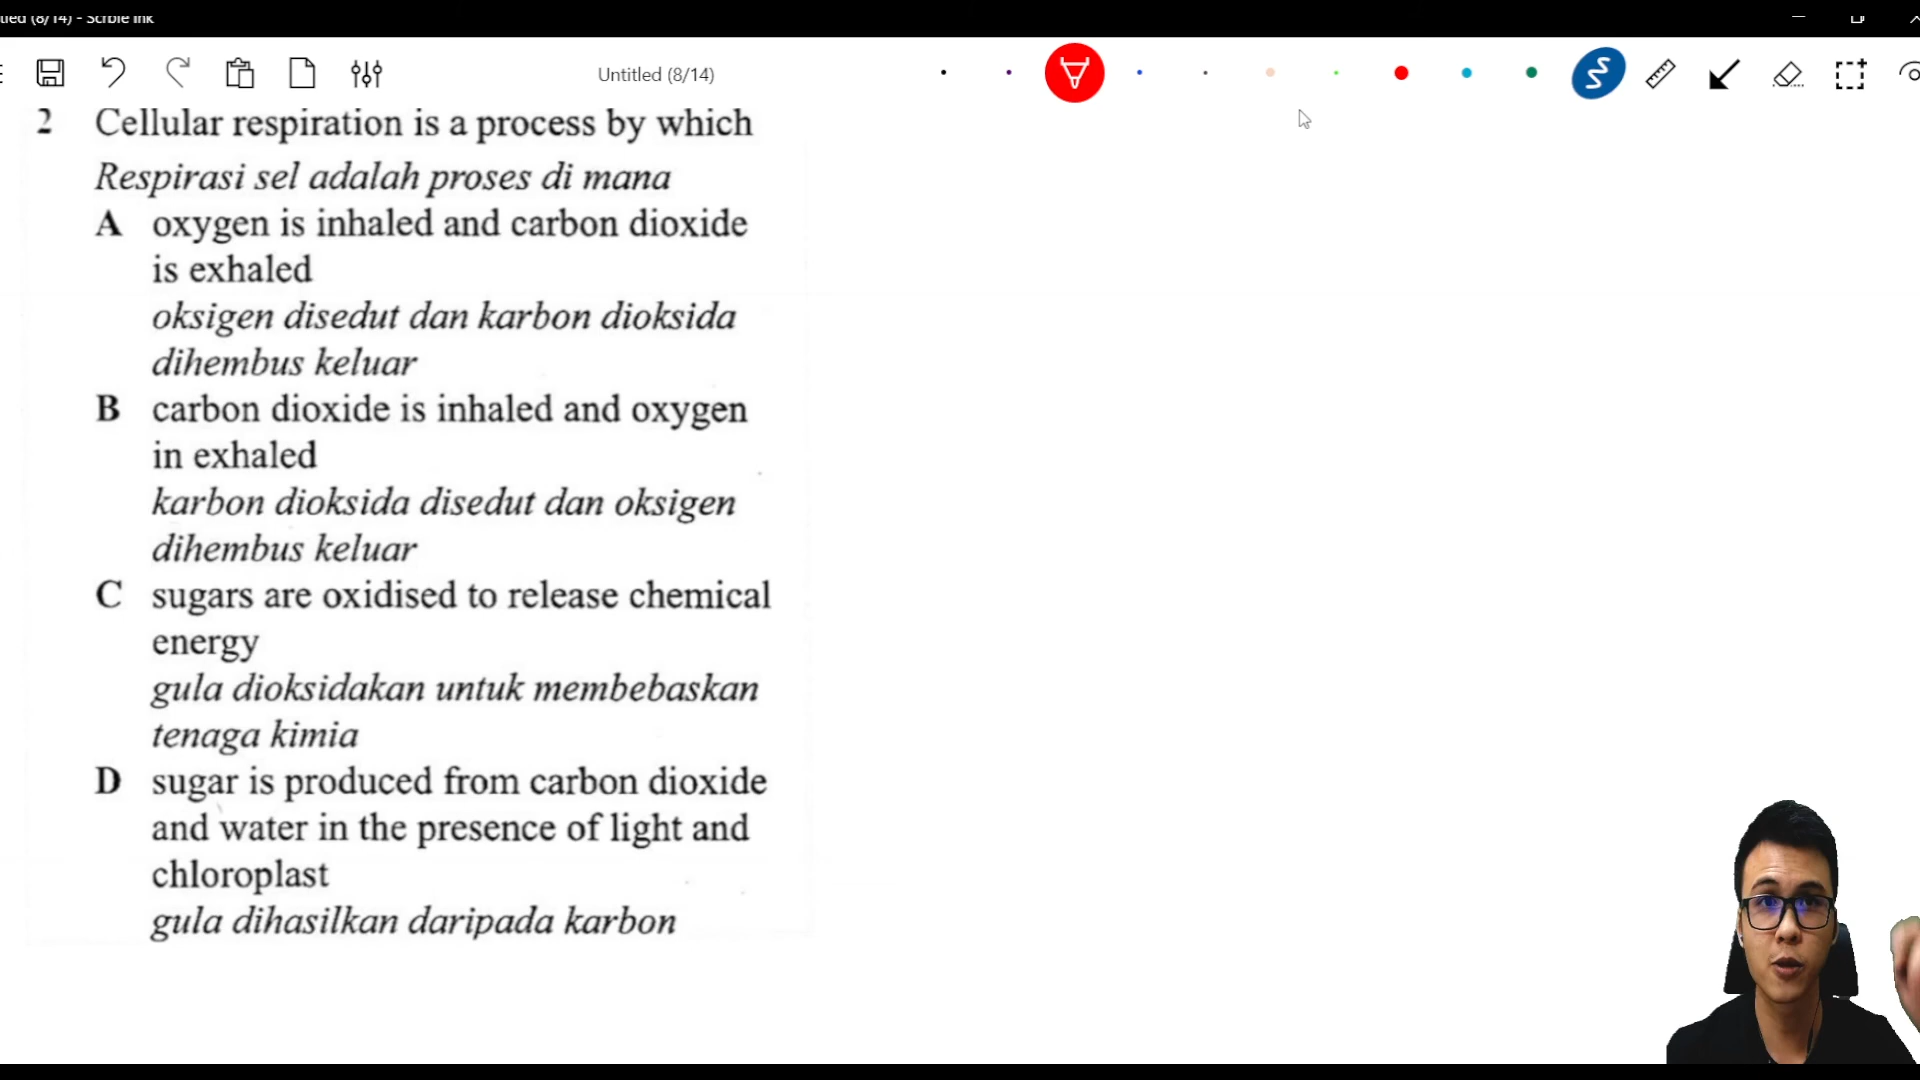 Untitled (8/14)
2 Cellular respiration is a process by which
Respirasi sel adalah proses di mana
A oxygen is inhaled and carbon dioxide
is exhaled
oksigen disedut dan karbon dioksida
dihembus keluar
B carbon dioxide is inhaled and oxygen
in exhaled
karbon dioksida disedut dan oksigen
dihembus keluar
C sugars are oxidised to release chemical
energy
gula dioksidakan untuk membebaskan
tenaga kimia
D sugar is produced from carbon dioxide
and water in the presence of light and
chloroplast
gula dihasilkan daripada karbon